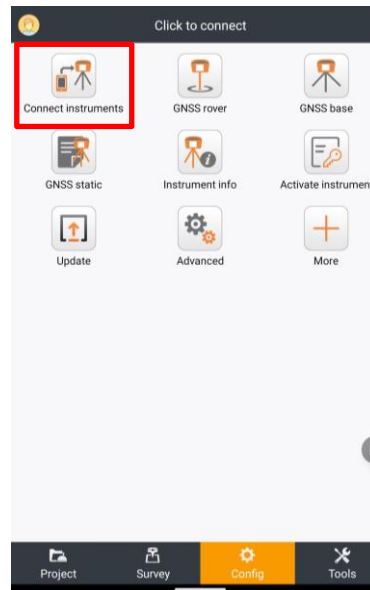 Click to connect
Connect instruments
GNSS rover
GNSS base
GNSS static
Instrument info
Activate instrumen
Update
Advanced
More
Project
Survey
Config
Tools